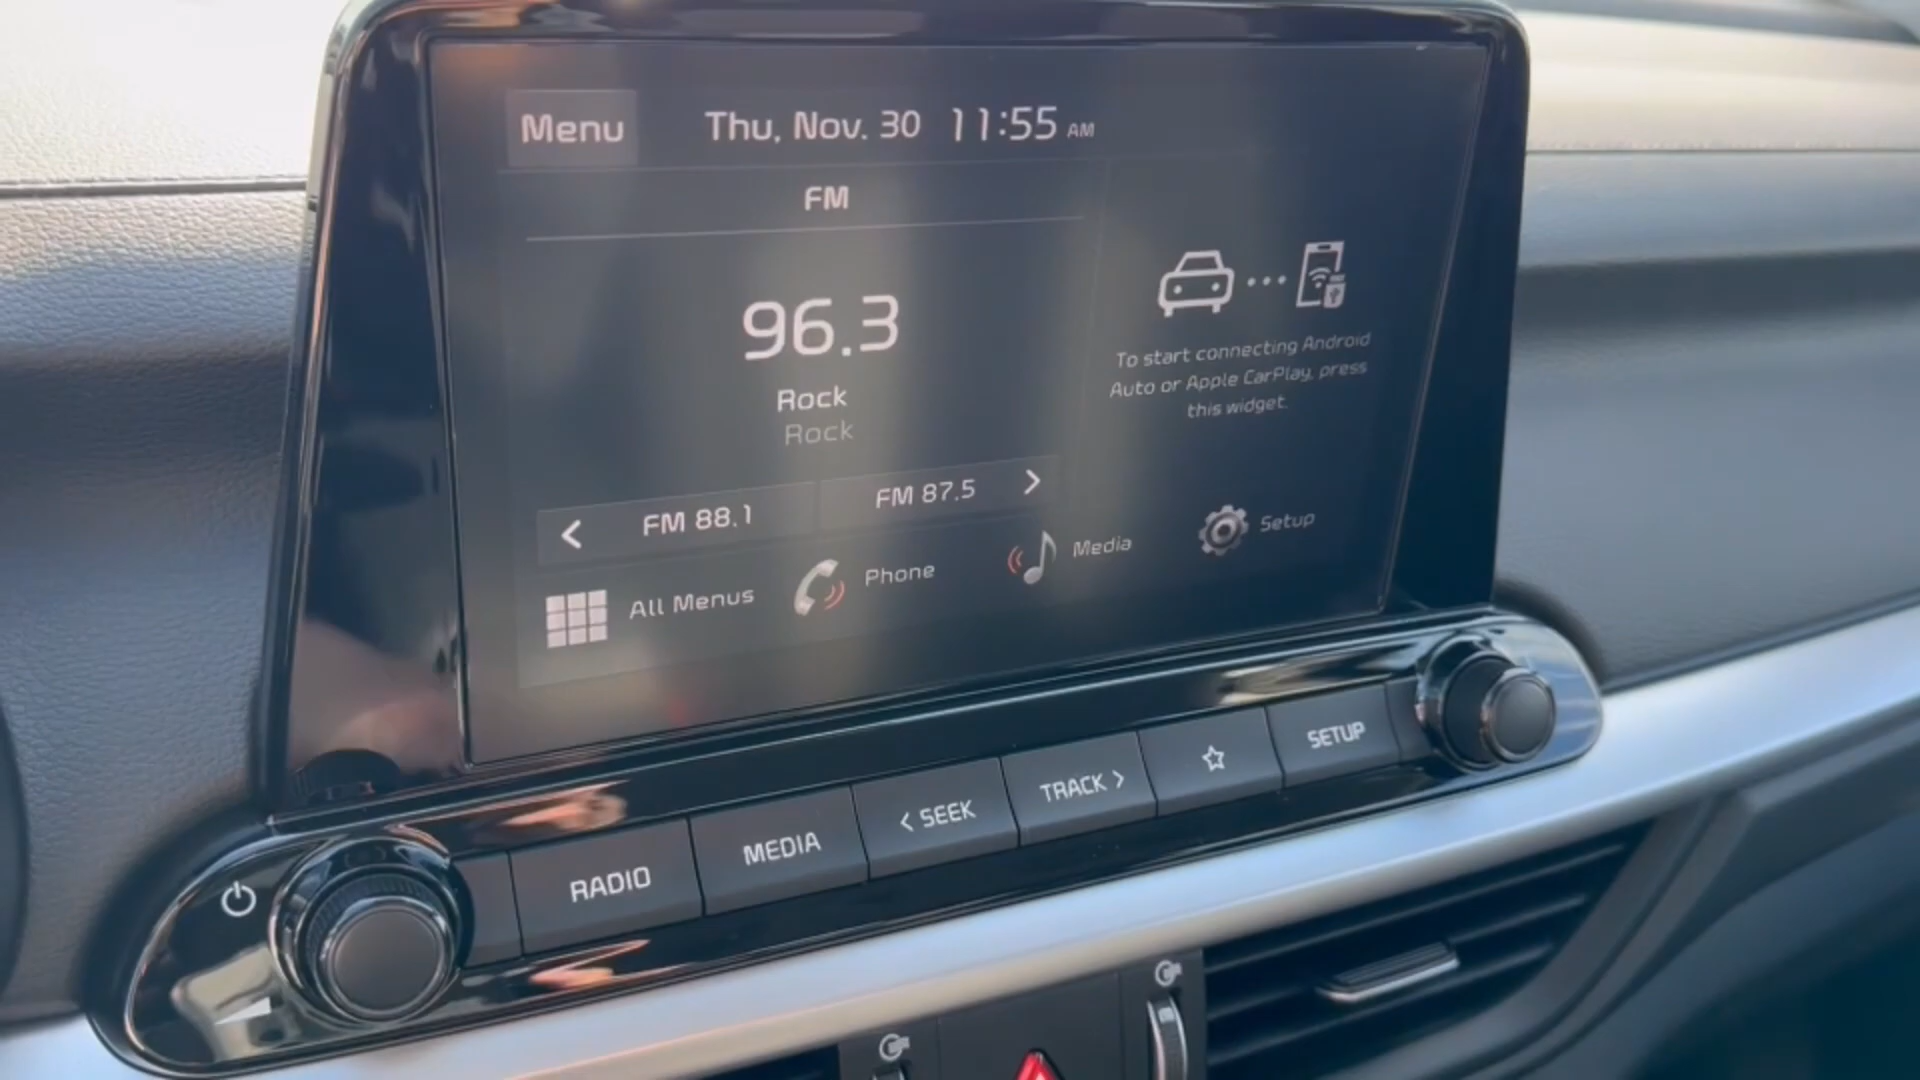 Menu
Thu, Nov. 30 11:55 AM
FM
96.3
Rock
Rock
FM 88.1
FM 87.5
To start connecting Android
Auto or Apple CarPlay, press
this widget.
All Menus
Phone
Media
Setup
RADIO
MEDIA
< SEEK
TRACK >
SETUP